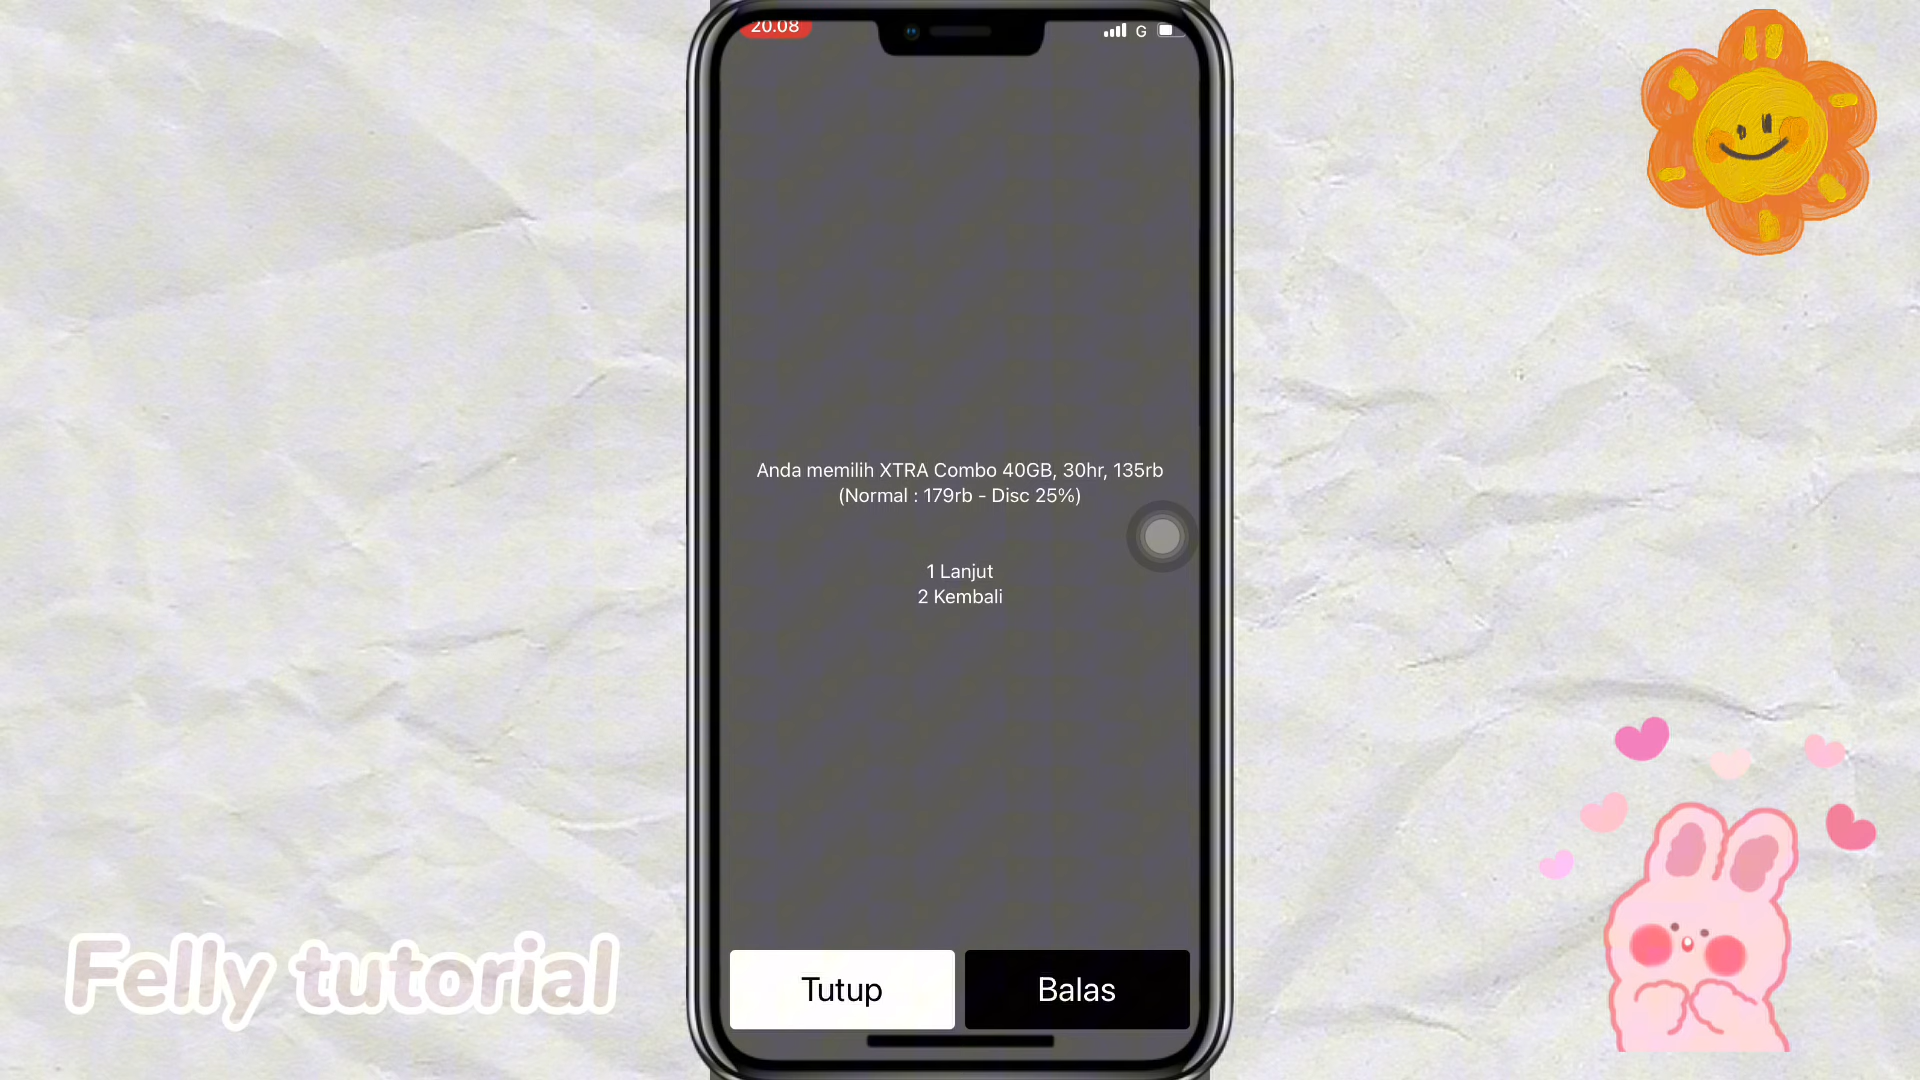 20.08
G
Anda memilih XTRA Combo 40GB, 30hr, 135rb
(Normal : 179rb - Disc 25%)
1 Lanjut
2 Kembali
Tutup
Balas
Felly tutorial